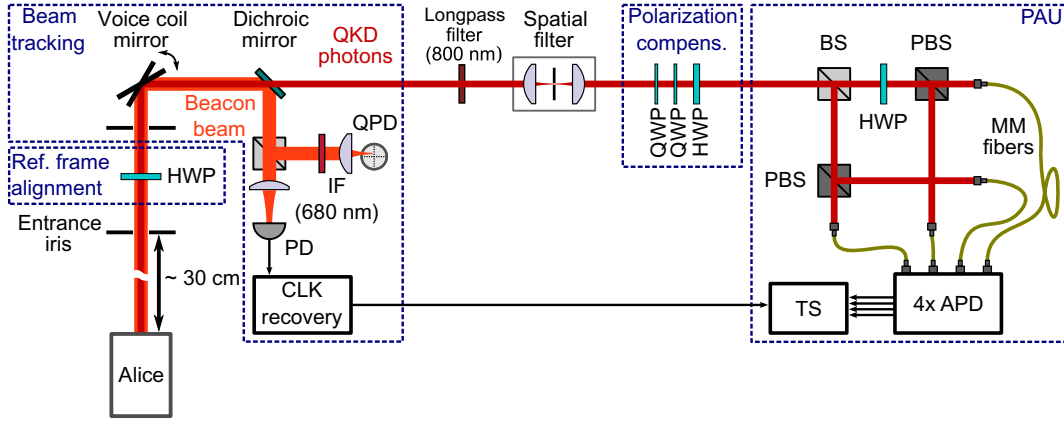 Beam
tracking
Voice coil
mirror
Dichroic
mirror
QKD
photons
Longpass
filter
(800 nm)
Spatial
filter
Polarization
compens.
PAU
BS
PBS
Beacon
beam
QPD
HWP
MM
fibers
QWP
QWP
HWP
Ref. frame
alignment
HWP
IF
(680 nm)
PBS
Entrance
iris
PD
~ 30 cm
CLK
recovery
TS
4x APD
Alice